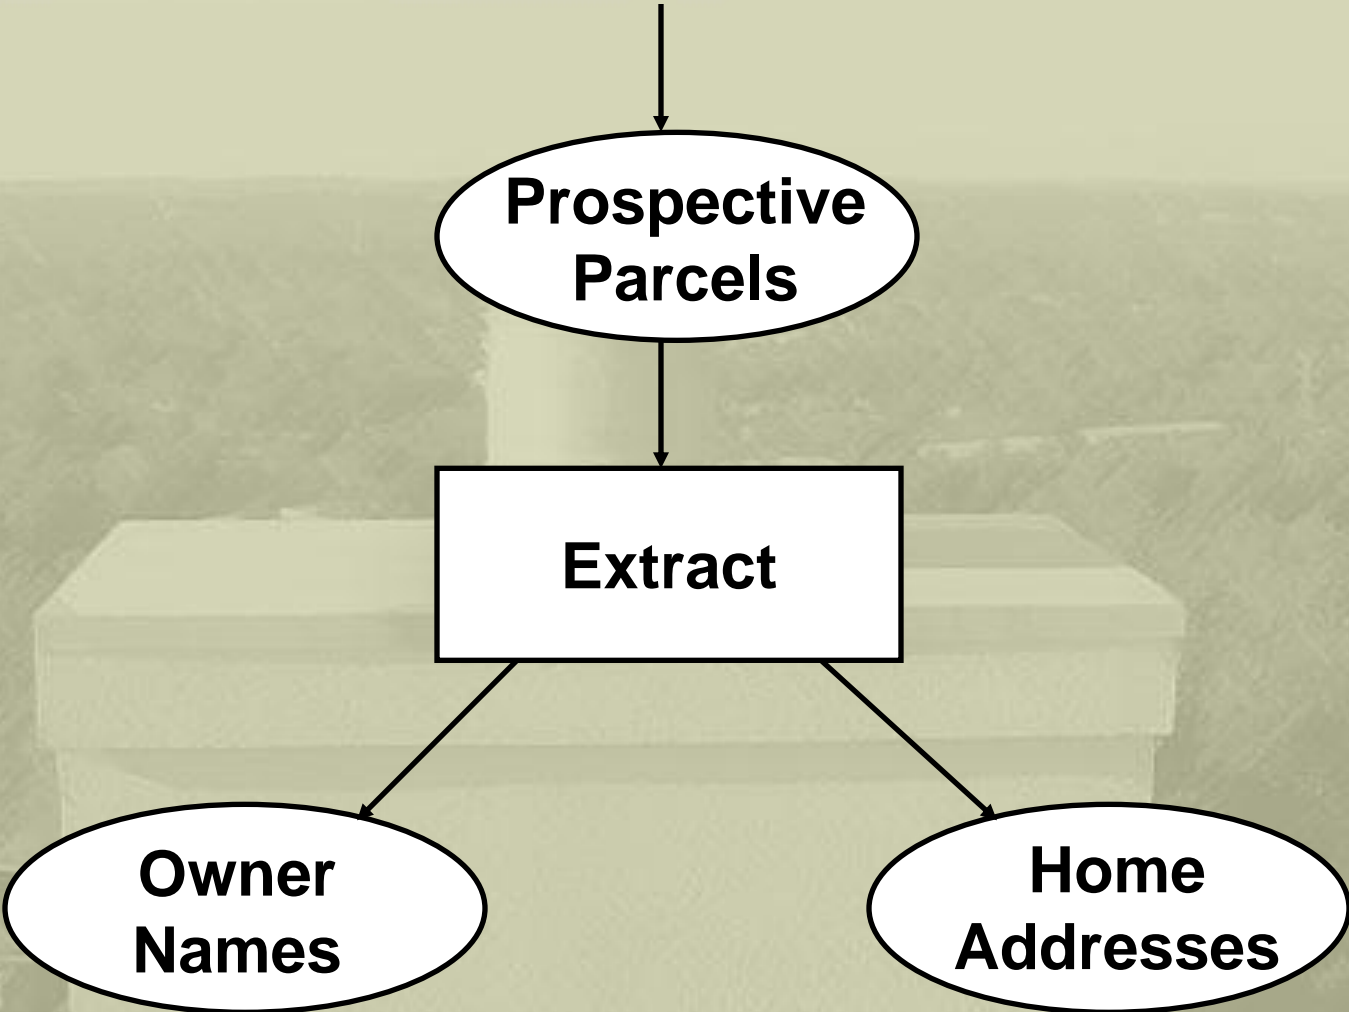 Prospective
Parcels
Extract
Owner
Names
Home
Addresses